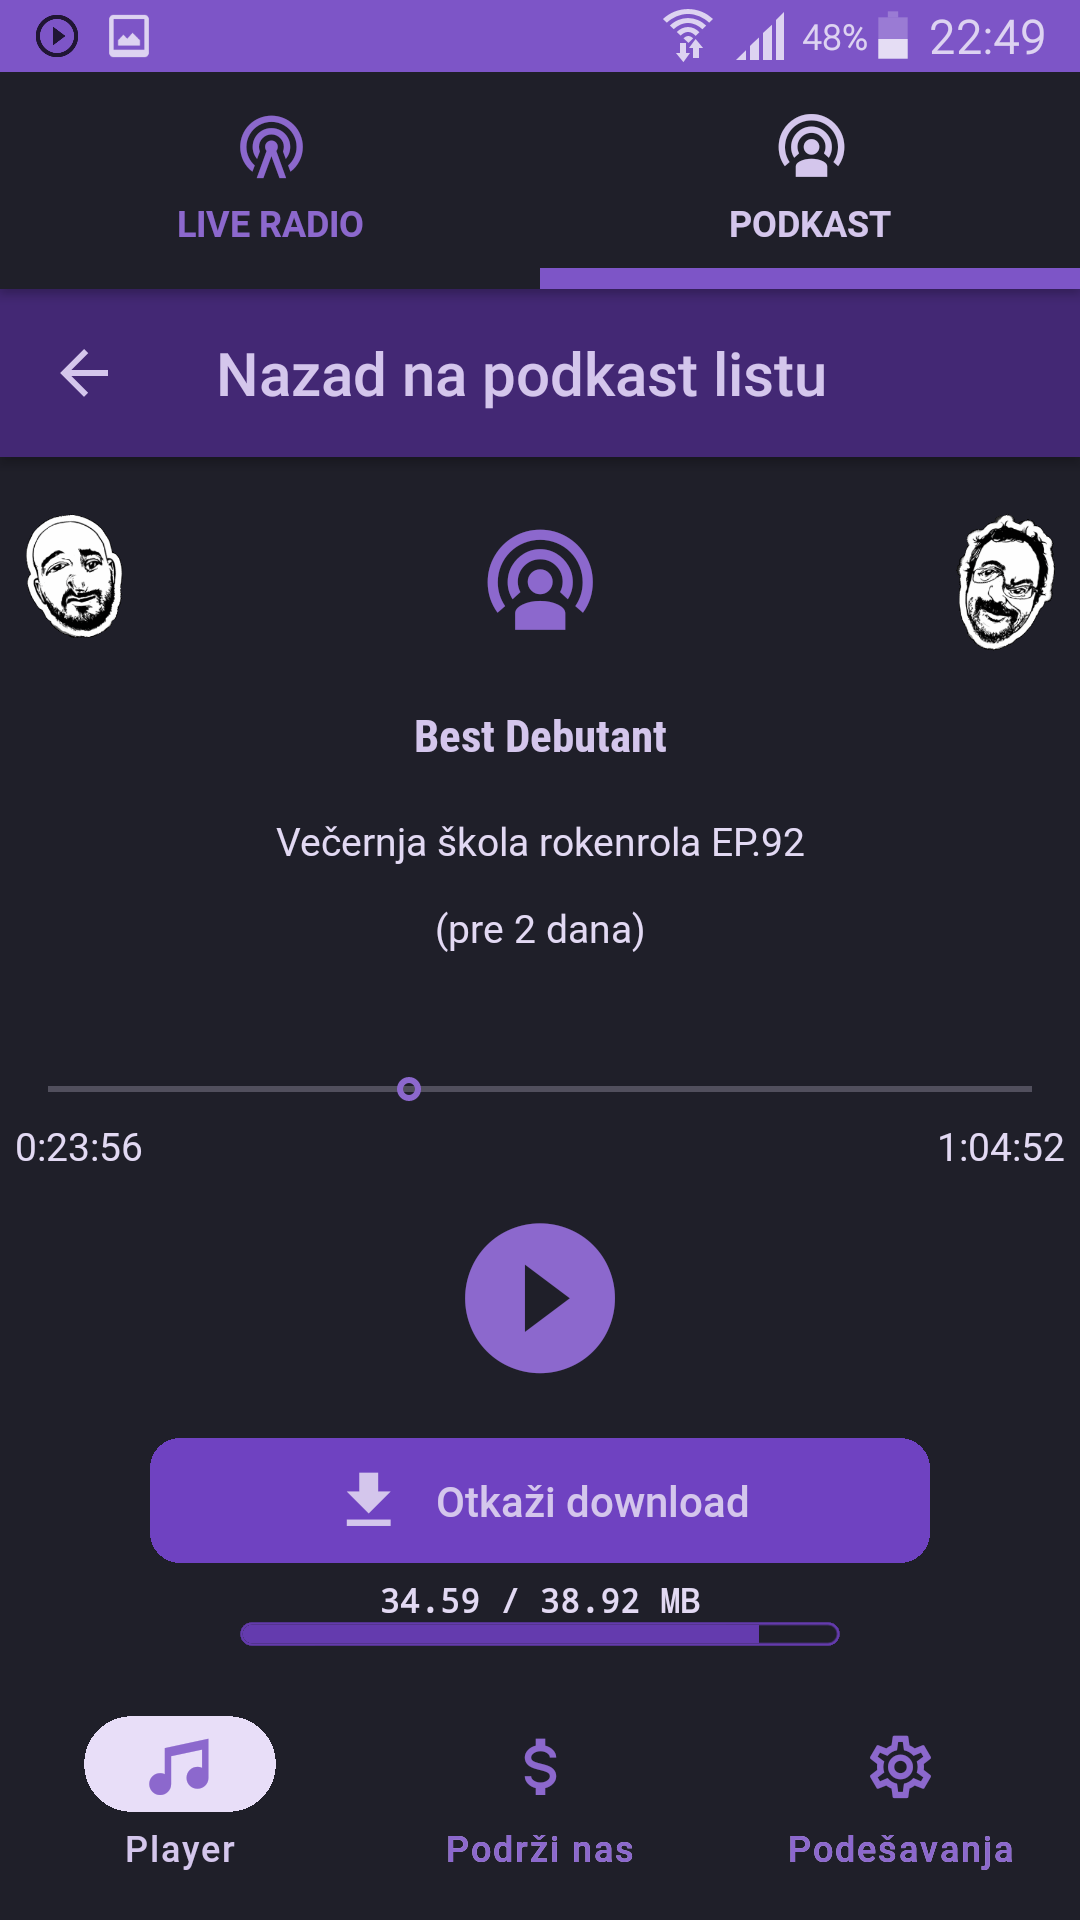 48% 22:49
LIVE RADIO PODKAST
Nazad na podkast listu
Best Debutant
Večernja škola rokenrola EP.92
(pre 2 dana)
0:23:56 1:04:52
Otkaži download
34.59 / 38.92 MB
Player Podrži nas Podešavanja